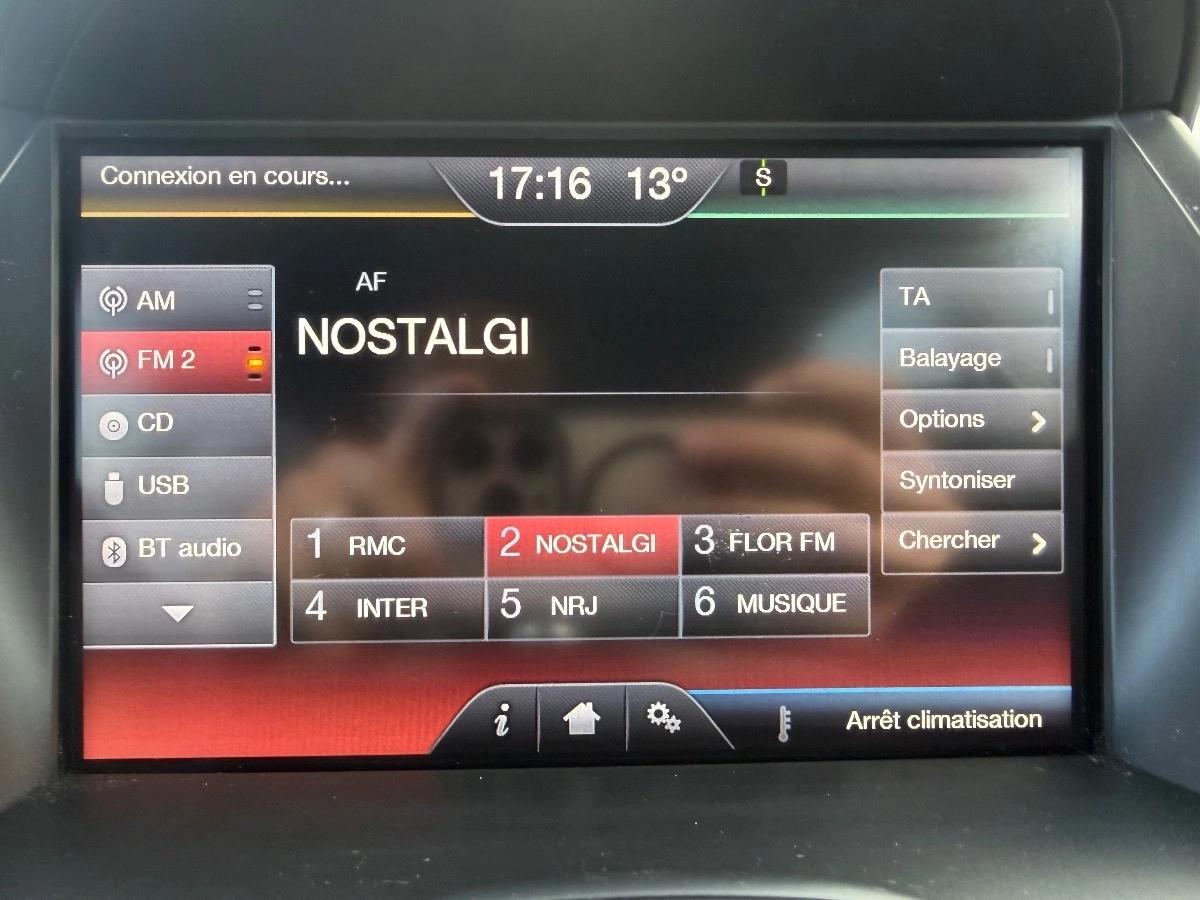 Connexion en cours...
17:16 13° S
AM
FM 2
CD
USB
BT audio
AF
NOSTALGI
1 RMC
2 NOSTALGI
3 FLOR FM
4 INTER
5 NRJ
6 MUSIQUE
TA
Balayage
Options
Syntoniser
Chercher
i
Arrêt climatisation